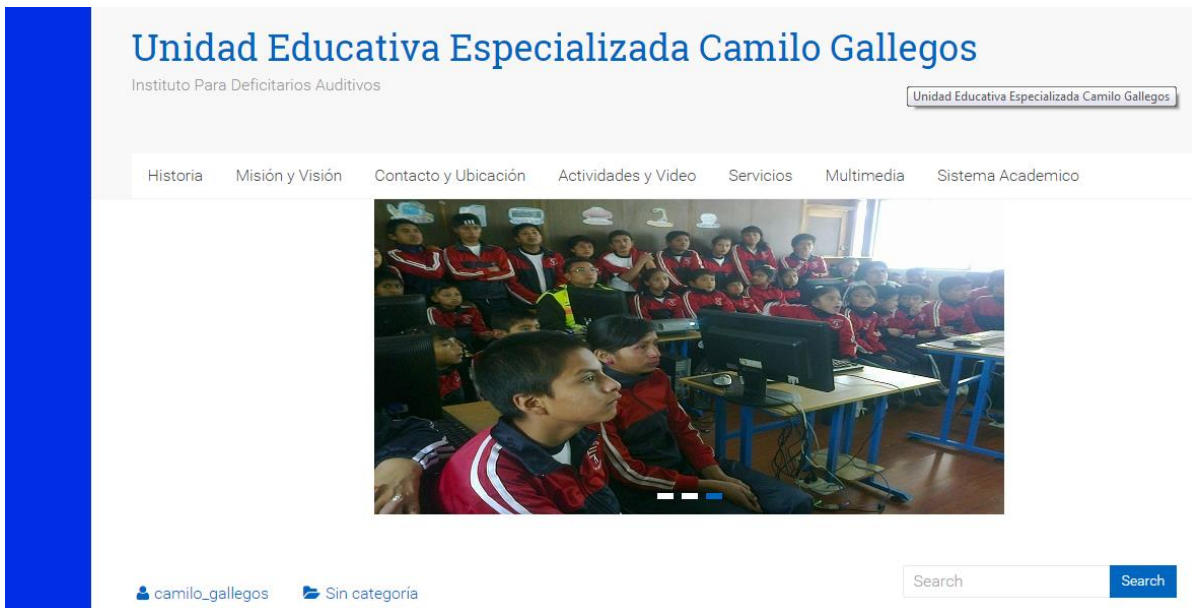 Unidad Educativa Especializada Camilo Gallegos
Instituto Para Deficitarios Auditivos
Unidad Educativa Especializada Camilo Gallegos
Historia Misión y Visión Contacto y Ubicación Actividades y Video Servicios Multimedia Sistema Academico
camilo_gallegos Sin categoría
Search Search